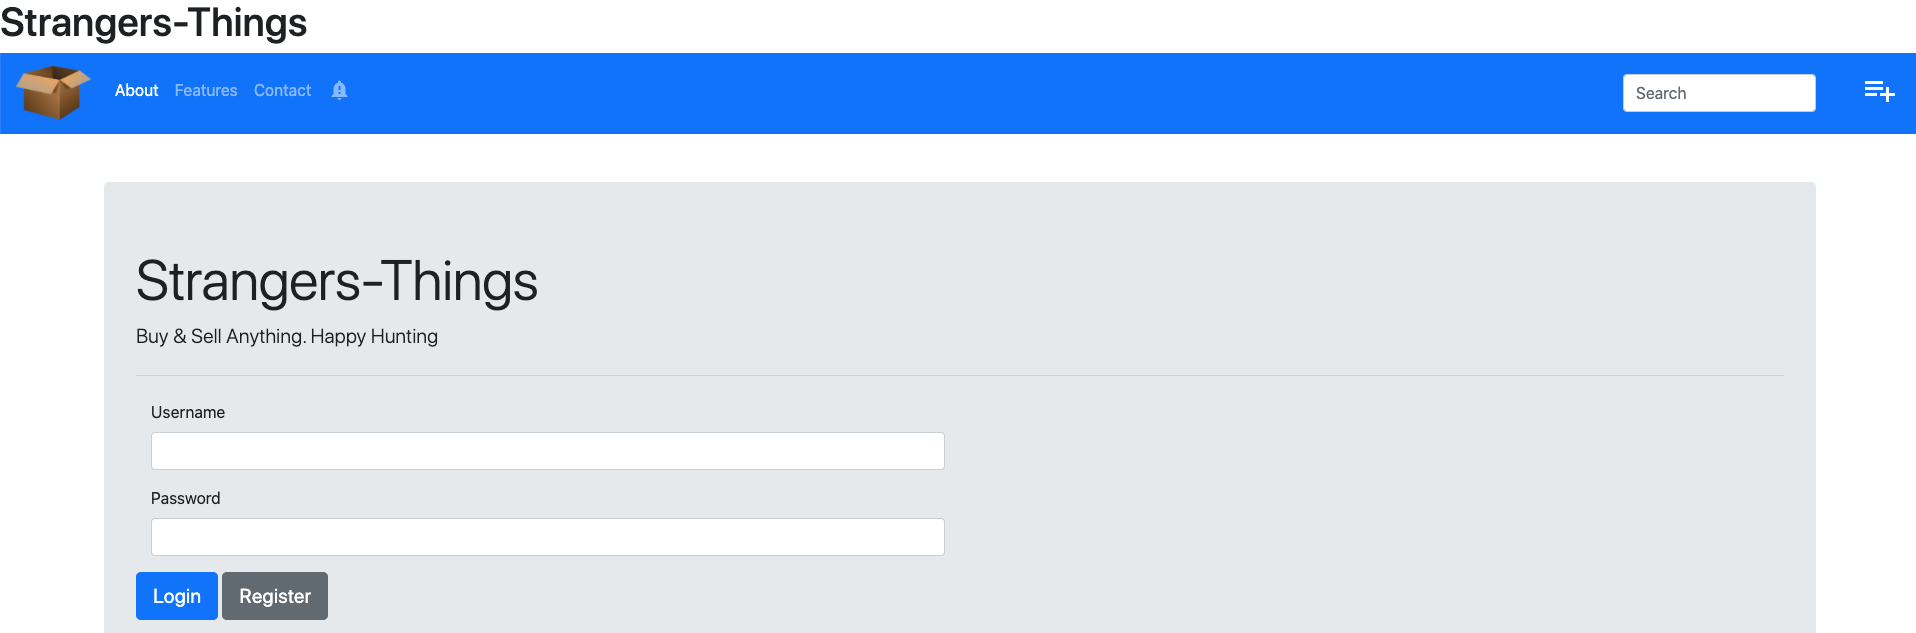 Strangers-Things
About Features Contact Search
Strangers-Things
Buy & Sell Anything. Happy Hunting
Username
Password
Login Register